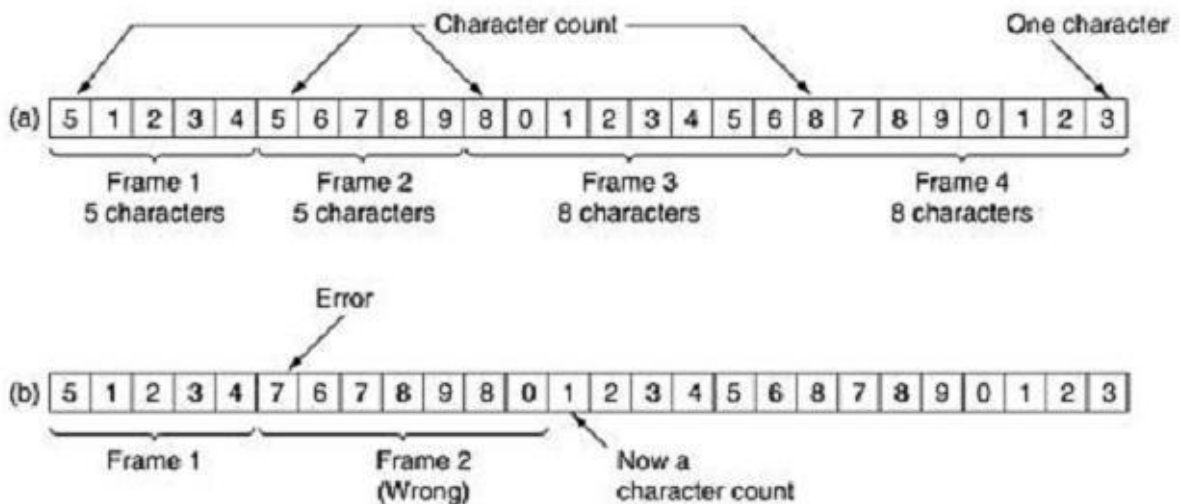 Character count
One character
(a) 5 1 2 3 4 5 6 7 8 9 8 0 1 2 3 4 5 6 8 7 8 9 0 1 2 3
Frame 1 Frame 2 Frame 3 Frame 4
5 characters 5 characters 8 characters 8 characters
Error
(b) 5 1 2 3 4 7 6 7 8 9 8 0 1 2 3 4 5 6 8 7 8 9 0 1 2 3
Frame 1 Frame 2 Now a
(Wrong) character count